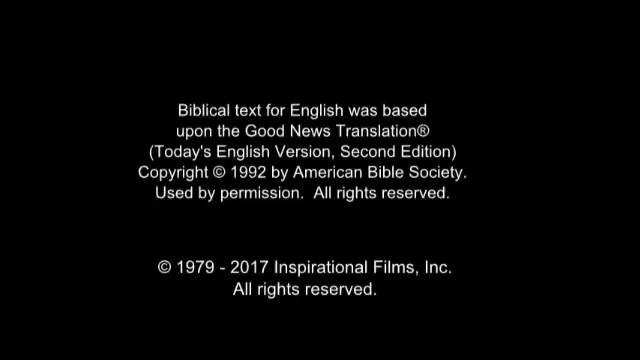 Biblical text for English was based
upon the Good News Translation®
(Today's English Version, Second Edition)
Copyright © 1992 by American Bible Society.
Used by permission.  All rights reserved.
© 1979 - 2017 Inspirational Films, Inc.
All rights reserved.